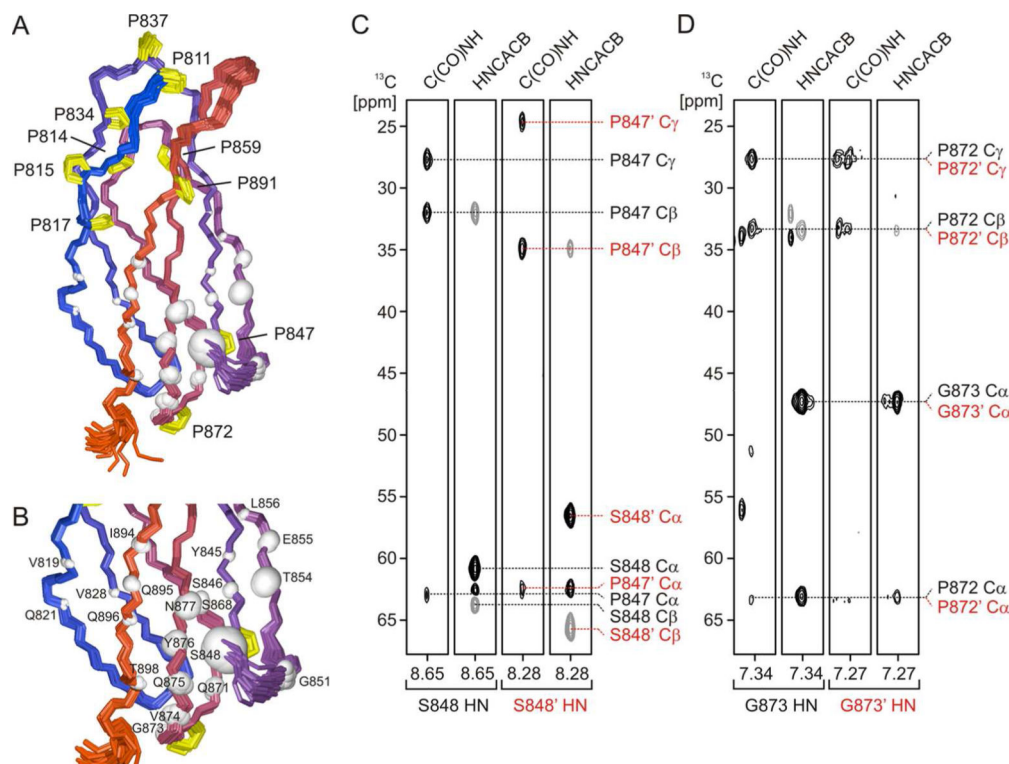 A
P837
P811
P834
P814
P815
P859
P891
P817
P847
P872
B
L856
I894
Y845
E855
V819
S846
T854
V828
Q895
N877
S868
Q821
Q896
Y876
S848
T898
Q875
Q871
G851
V874
G873
C
C(CO)NH
HNCACB
C(CO)NH
HNCACB
¹³C
[ppm]
25
30
35
40
45
50
55
60
65
P847' Cγ
P847 Cγ
P847 Cβ
P847' Cβ
S848' Cα
S848 Cα
P847' Cα
P847 Cα
S848 Cβ
S848' Cβ
8.65
8.65
8.28
8.28
S848 HN
S848' HN
D
C(CO)NH
HNCACB
C(CO)NH
HNCACB
¹³C
[ppm]
25
30
35
40
45
50
55
60
65
P872 Cγ
P872' Cγ
P872 Cβ
P872' Cβ
G873 Cα
G873' Cα
P872 Cα
P872' Cα
7.34
7.34
7.27
7.27
G873 HN
G873' HN